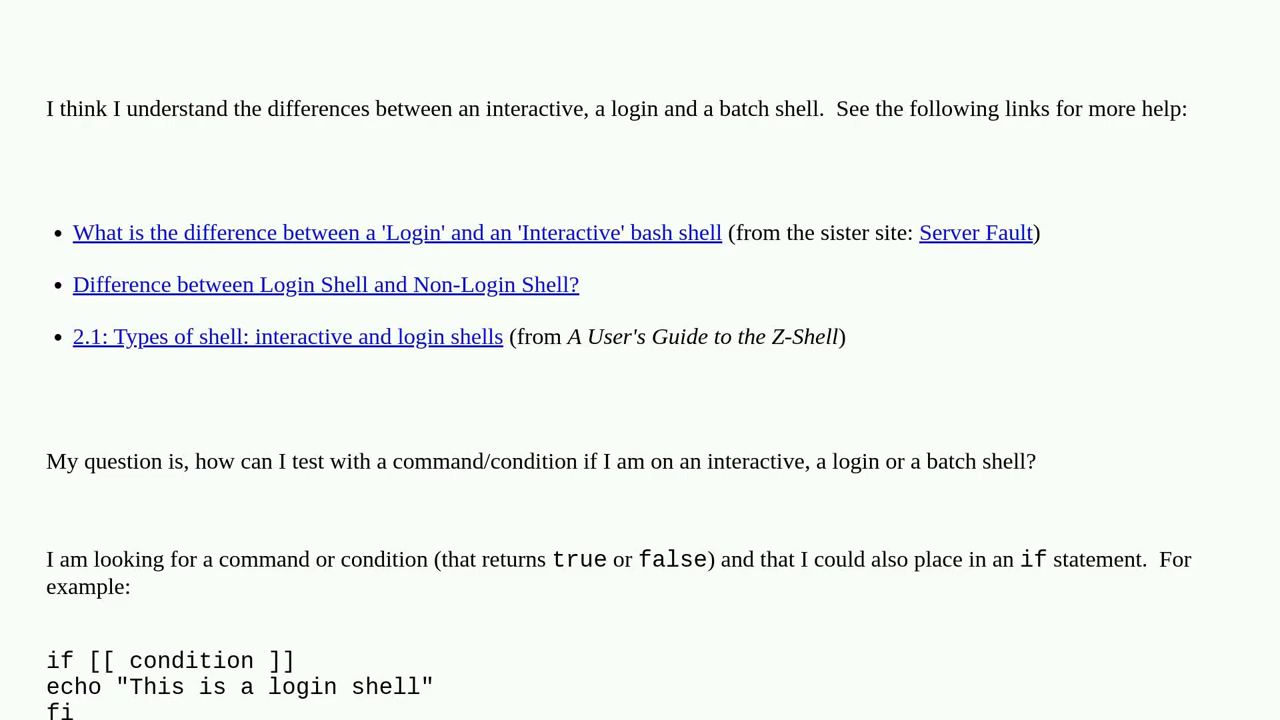 I think I understand the differences between an interactive, a login and a batch shell.  See the following links for more help:
• What is the difference between a 'Login' and an 'Interactive' bash shell (from the sister site: Server Fault)
• Difference between Login Shell and Non-Login Shell?
• 2.1: Types of shell: interactive and login shells (from A User's Guide to the Z-Shell)
My question is, how can I test with a command/condition if I am on an interactive, a login or a batch shell?
I am looking for a command or condition (that returns true or false) and that I could also place in an if statement.  For
example:
if [[ condition ]]
echo "This is a login shell"
fi